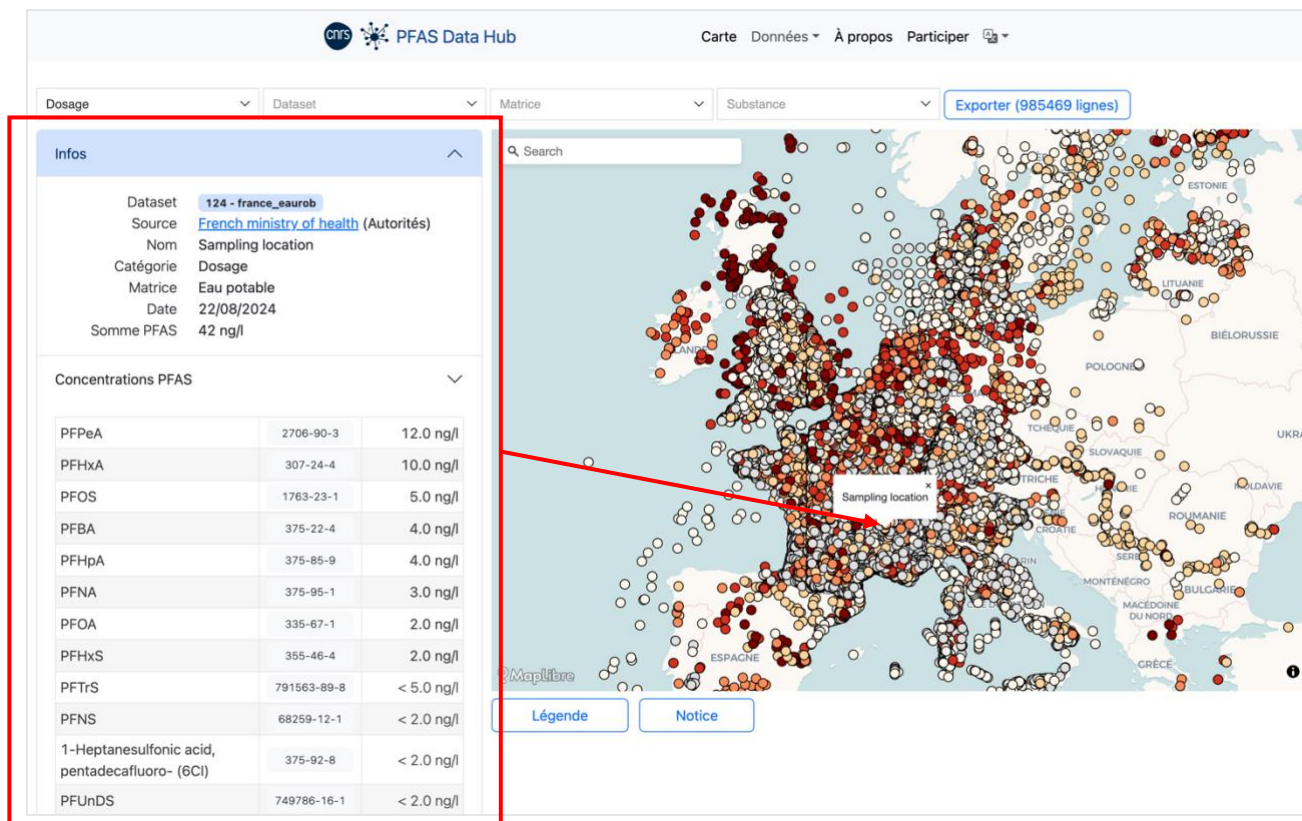 cnrs PFAS Data Hub Carte Données À propos Participer
Dosage Dataset Matrice Substance Exporter (985469 lignes)
Infos
Dataset 124 - france_eaurob
Source French ministry of health (Autorités)
Nom Sampling location
Catégorie Dosage
Matrice Eau potable
Date 22/08/2024
Somme PFAS 42 ng/l
Concentrations PFAS
PFPeA 2706-90-3 12.0 ng/l
PFHxA 307-24-4 10.0 ng/l
PFOS 1763-23-1 5.0 ng/l
PFBA 375-22-4 4.0 ng/l
PFHpA 375-85-9 4.0 ng/l
PFNA 375-95-1 3.0 ng/l
PFOA 335-67-1 2.0 ng/l
PFHxS 355-46-4 2.0 ng/l
PFTrS 791563-89-8 < 5.0 ng/l
PFNS 68259-12-1 < 2.0 ng/l
1-Heptanesulfonic acid,
pentadecafluoro- (6CI) 375-92-8 < 2.0 ng/l
PFUnDS 749786-16-1 < 2.0 ng/l
Search
ESTONIE
LITUANIE
BIÉLORUSSIE
POLOGNE
TCHÉQUIE
UKRA
SLOVAQUIE
TRICHE
MOLDAVIE
Sampling location ×
ROUMANIE
CROATIE
SERB
MONTÉNÉGRO
BULGARIE
MACÉDOINE
DU NORD
ESPAGNE
GRÈCE
MapLibre
Légende Notice